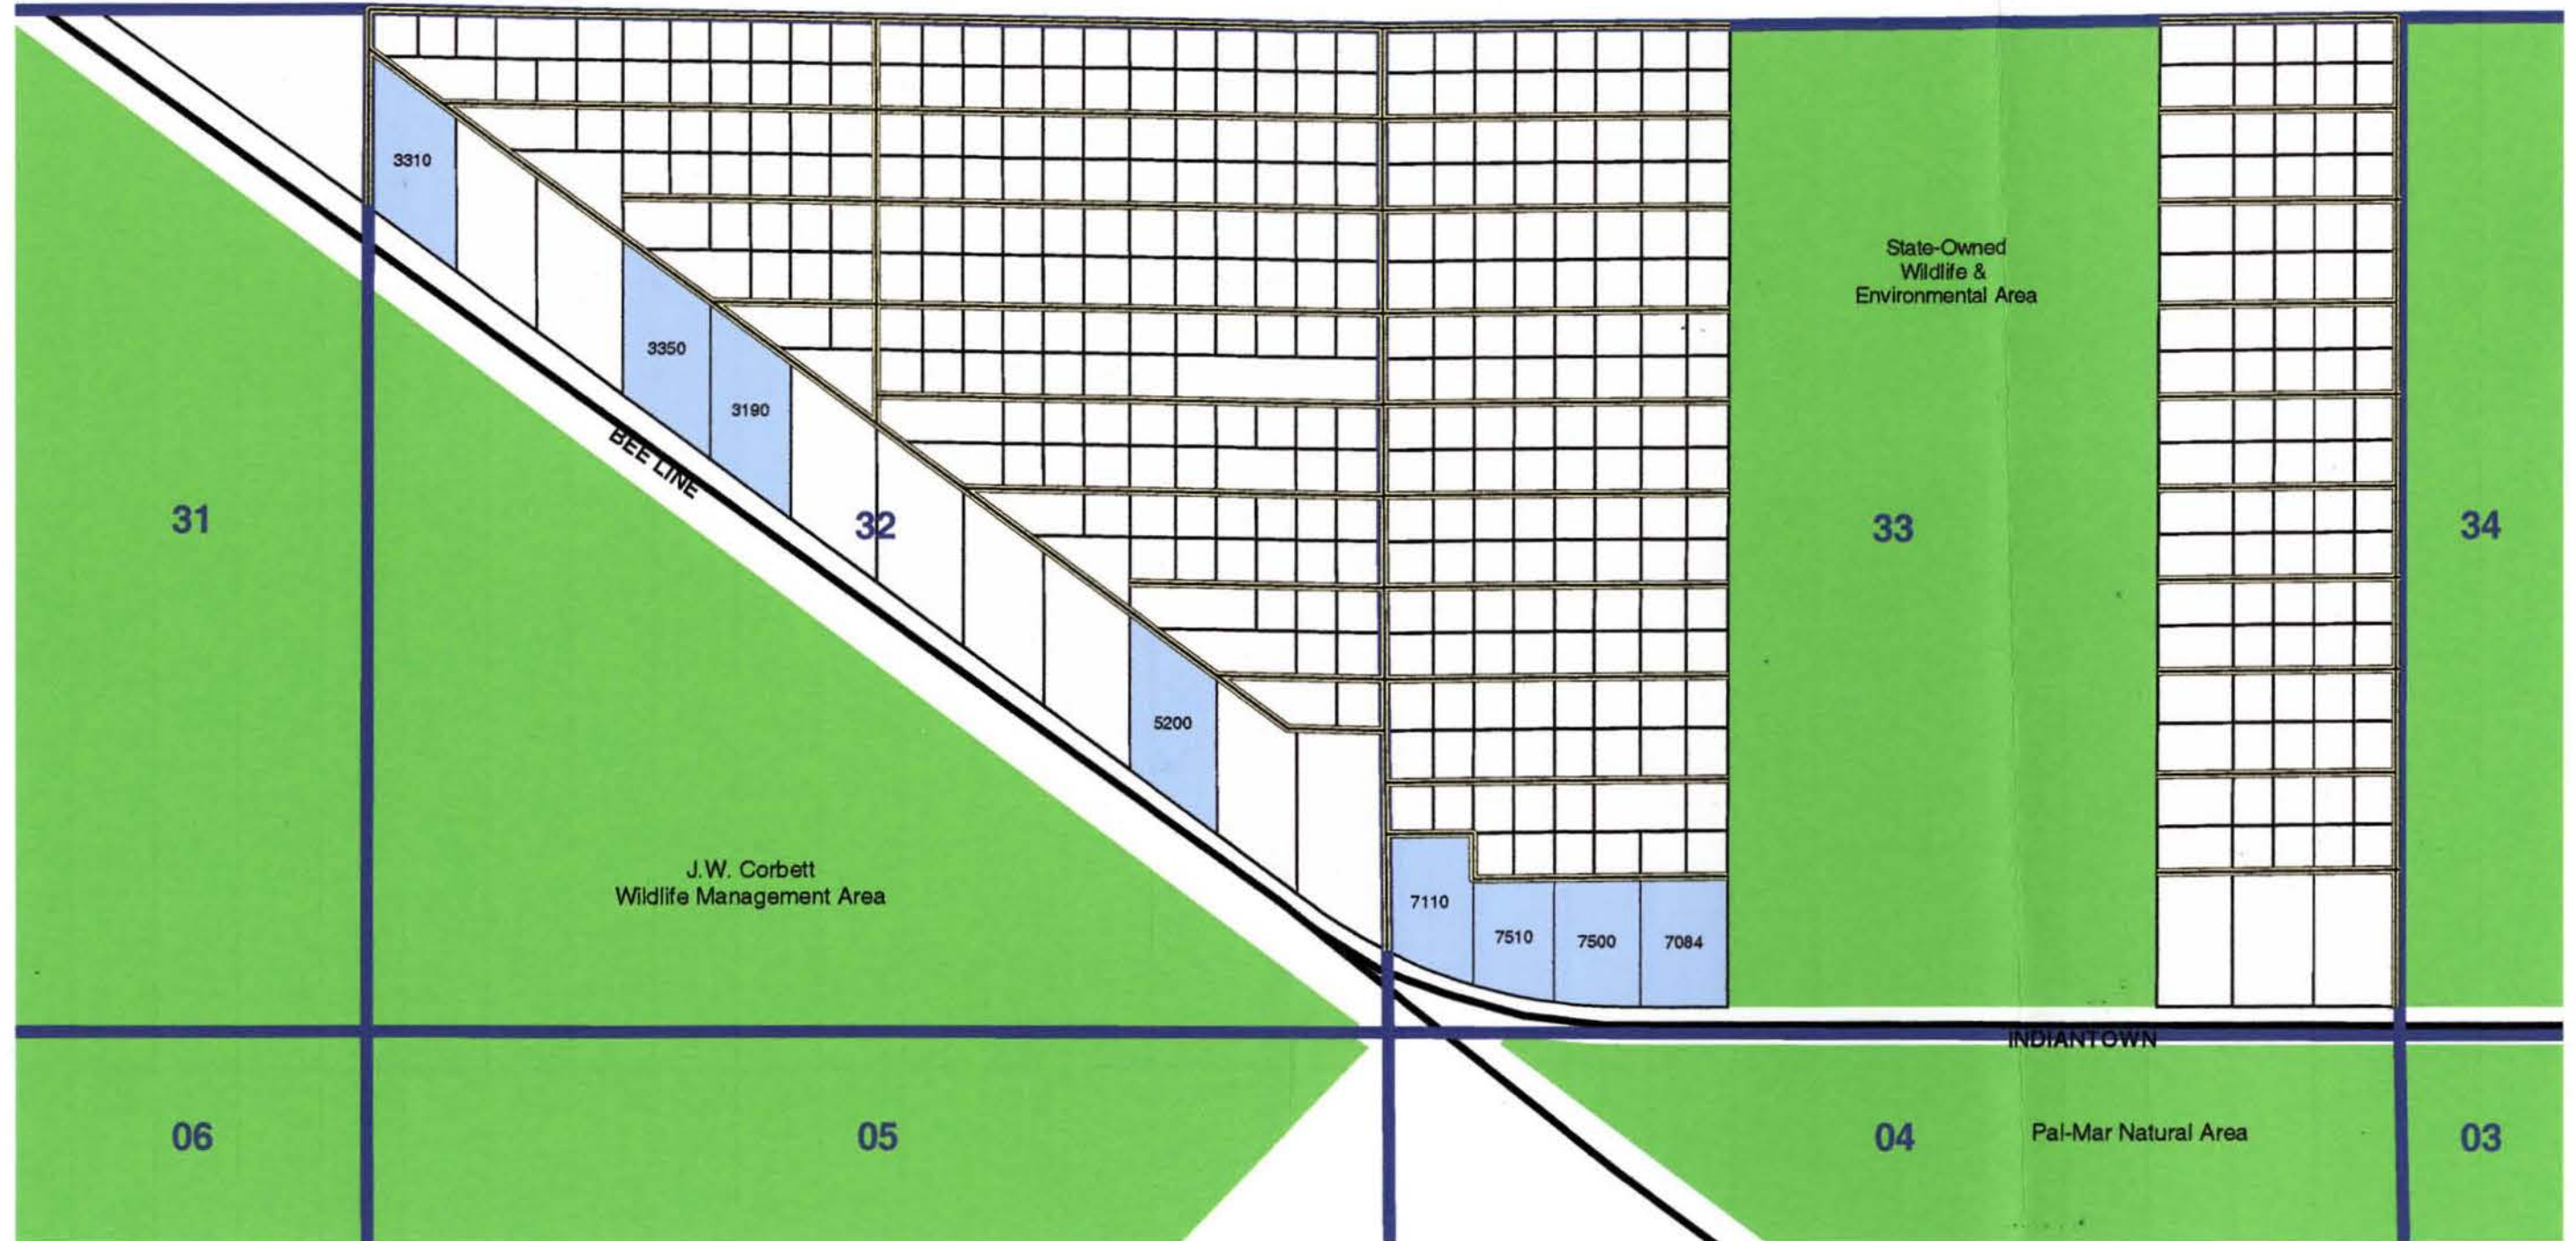 3310
State-Owned
Wildlife &
Environmental Area
3350
3190
BEE LINE
31
32
33
34
5200
J.W. Corbett
Wildlife Management Area
7110
7510
7500
7084
INDIANTOWN
06
05
04
Pal-Mar Natural Area
03